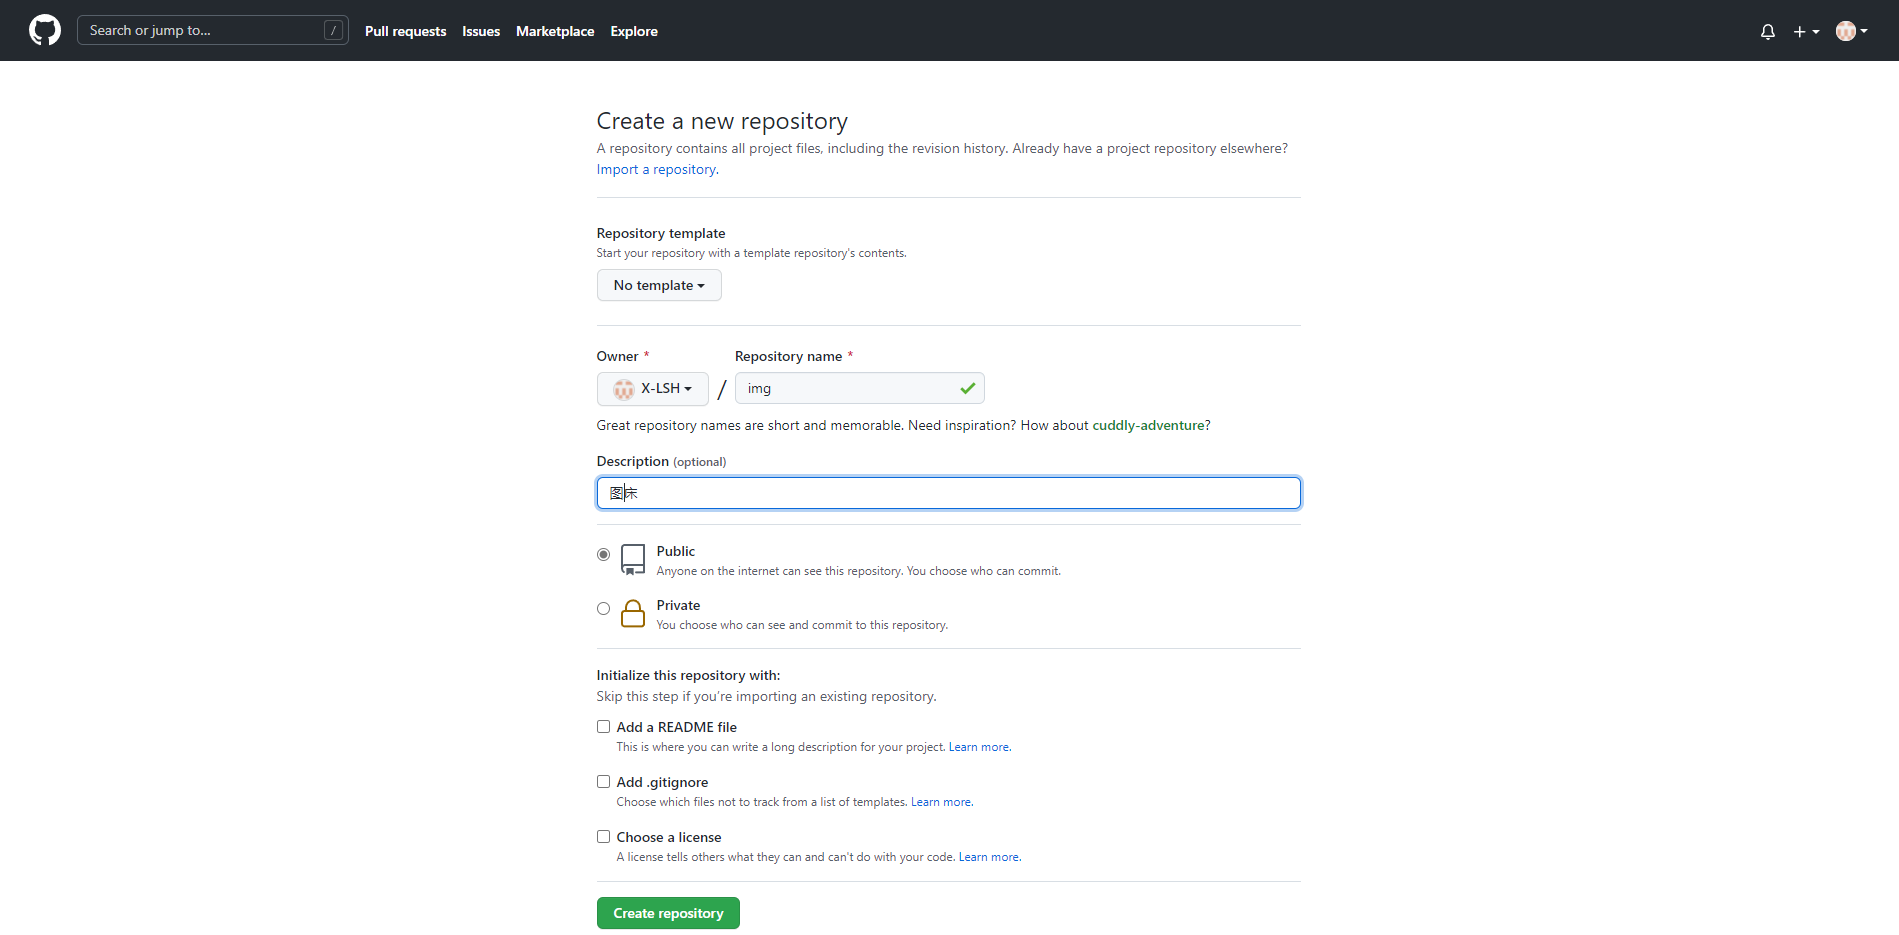 Search or jump to... / Pull requests Issues Marketplace Explore
Create a new repository
A repository contains all project files, including the revision history. Already have a project repository elsewhere?
Import a repository.
Repository template
Start your repository with a template repository's contents.
No template
Owner * Repository name *
X-LSH / img
Great repository names are short and memorable. Need inspiration? How about cuddly-adventure?
Description (optional)
图床
Public
Anyone on the internet can see this repository. You choose who can commit.
Private
You choose who can see and commit to this repository.
Initialize this repository with:
Skip this step if you're importing an existing repository.
Add a README file
This is where you can write a long description for your project. Learn more.
Add .gitignore
Choose which files not to track from a list of templates. Learn more.
Choose a license
A license tells others what they can and can't do with your code. Learn more.
Create repository